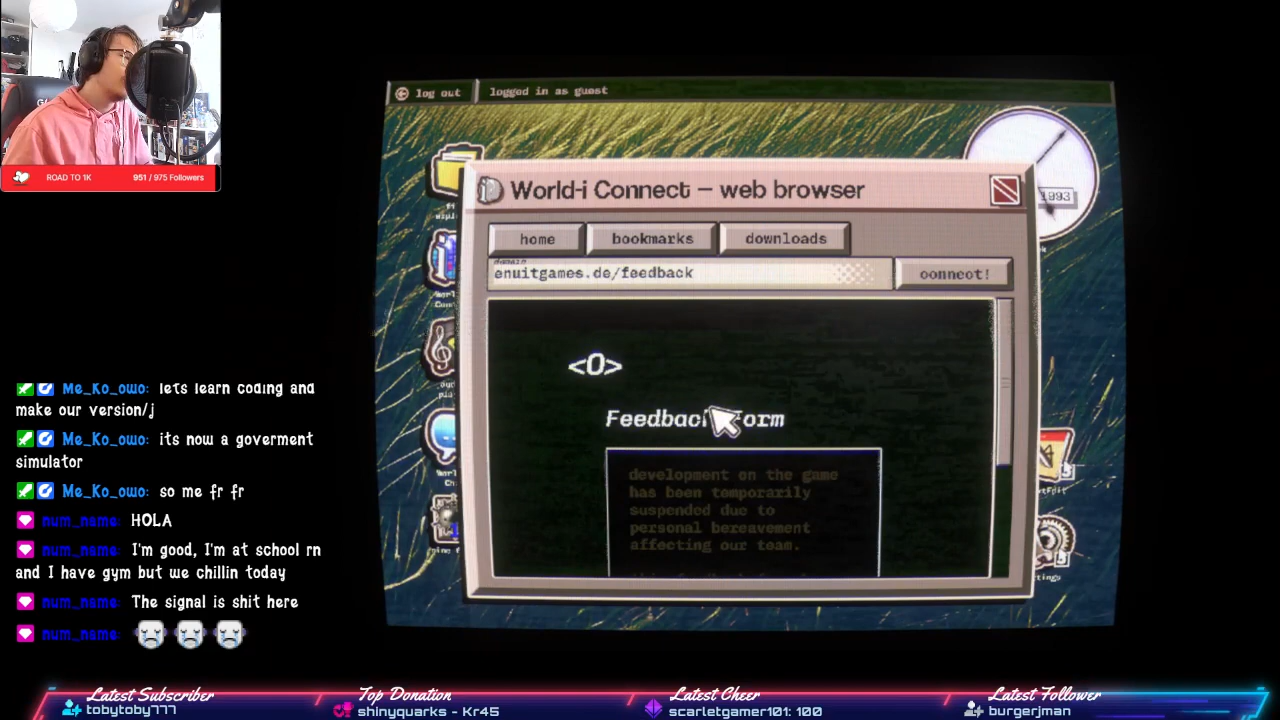 ROAD TO 1K 951 / 975 Followers
log out logged in as guest
1993
World-i Connect — web browser
home bookmarks downloads
domain
enuitgames.de/feedback connect!
<O>
Feedback Form
development on the game
has been temporarily
suspended due to
personal bereavement
affecting our team.
Me_Ko_owo: lets learn coding and
make our version/j
Me_Ko_owo: its now a goverment
simulator
Me_Ko_owo: so me fr fr
num_name: HOLA
num_name: I'm good, I'm at school rn
and I have gym but we chillin today
num_name: The signal is shit here
num_name:
Latest Subscriber
tobytoby777
Top Donation
shinyquarks - Kr45
Latest Cheer
scarletgamer101: 100
Latest Follower
burgerjman